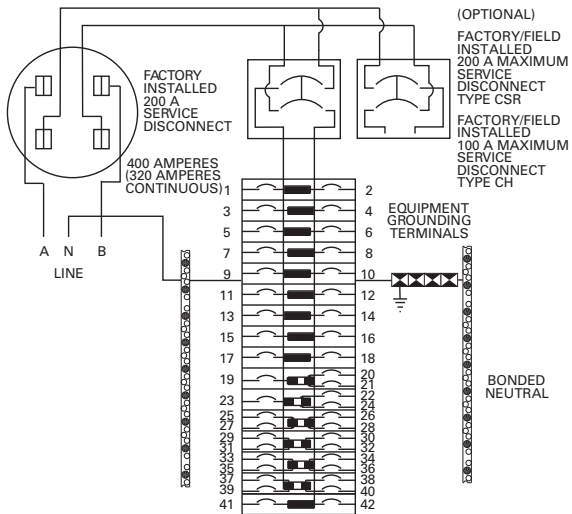 (OPTIONAL)
FACTORY/FIELD
INSTALLED
200 A MAXIMUM
SERVICE
DISCONNECT
TYPE CSR
FACTORY/FIELD
INSTALLED
100 A MAXIMUM
SERVICE
DISCONNECT
TYPE CH
FACTORY
INSTALLED
200 A
SERVICE
DISCONNECT
400 AMPERES
(320 AMPERES
CONTINUOUS)
A N B
LINE
EQUIPMENT
GROUNDING
TERMINALS
BONDED
NEUTRAL
1 2
3 4
5 6
7 8
9 10
11 12
13 14
15 16
17 18
19 20
21
23 22
24
25 26
27 28
29 30
31 32
33 34
35 36
37 38
39 40
41 42